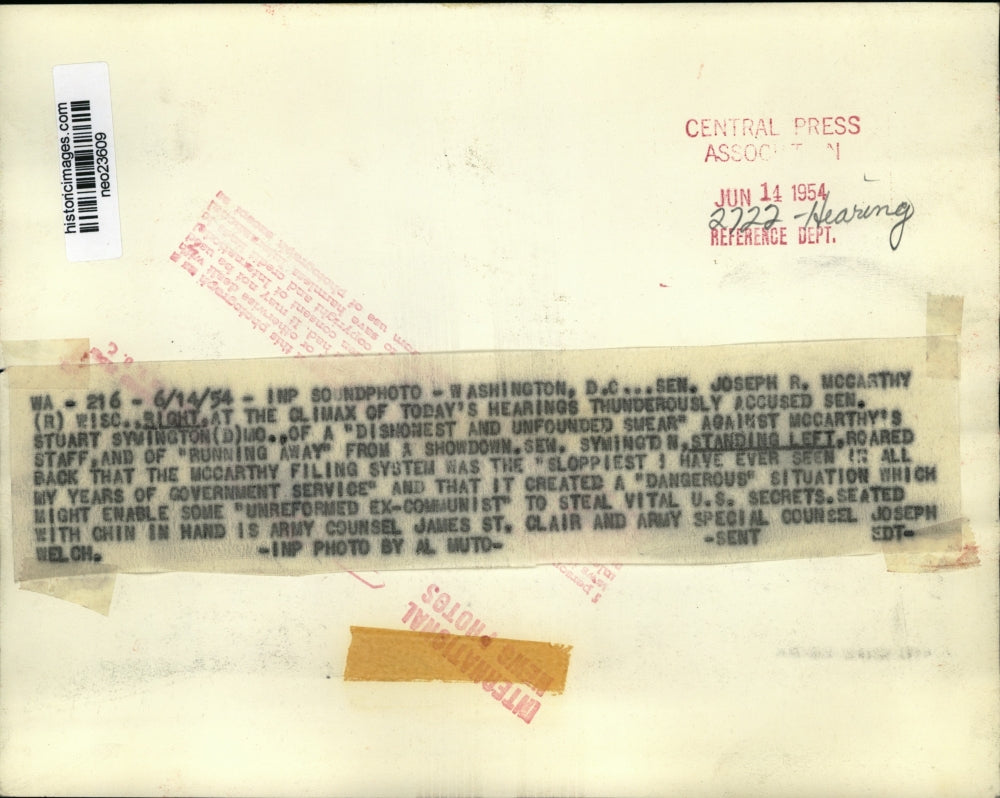 historicimages.com
neo23609
CENTRAL PRESS
JUN 14 1954
2722 - Hearing
REFERENCE DEPT.
WA - 216 - 6/14/54 - INP SOUNDPHOTO - WASHINGTON, D.C...SEN. JOSEPH R. MCCARTHY
(R) WISC., RIGHT, AT THE CLIMAX OF TODAY'S HEARINGS THUNDEROUSLY ACCUSED SEN.
STUART SYMINGTON(D)MO., OF A "DISHONEST AND UNFOUNDED SMEAR" AGAINST MCCARTHY'S
STAFF, AND OF "RUNNING AWAY" FROM A SHOWDOWN. SEN. SYMINGTON, STANDING LEFT, ROARED
BACK THAT THE MCCARTHY FILING SYSTEM WAS THE "SLOPPIEST I HAVE EVER SEEN IN ALL
MY YEARS OF GOVERNMENT SERVICE" AND THAT IT CREATED A "DANGEROUS" SITUATION WHICH
MIGHT ENABLE SOME "UNREFORMED EX-COMMUNIST" TO STEAL VITAL U.S. SECRETS. SEATED
WITH CHIN IN HAND IS ARMY COUNSEL JAMES ST. CLAIR AND ARMY SPECIAL COUNSEL JOSEPH
WELCH. -INP PHOTO BY AL MUTO- -SENT EDT-
INTERNATIONAL
NEWS PHOTOS